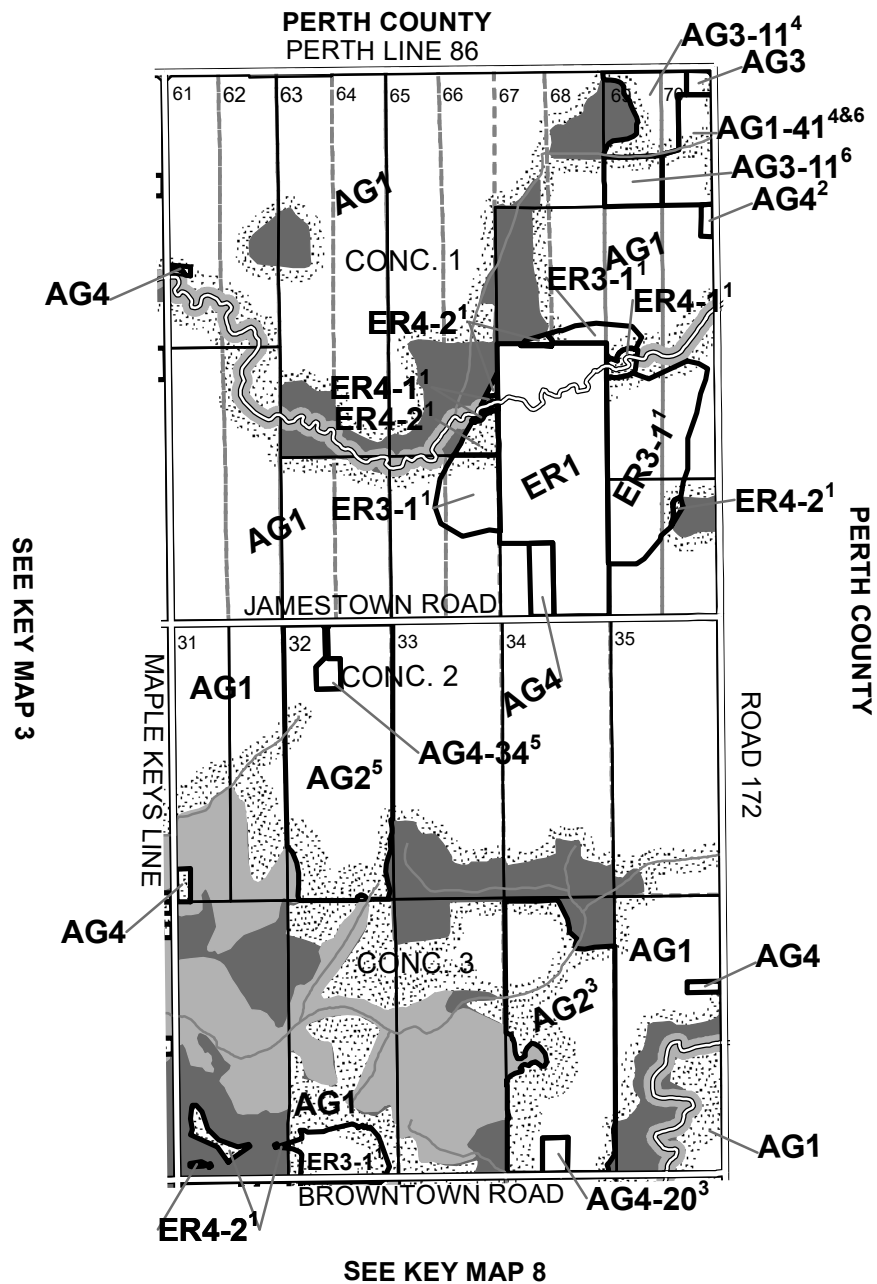 PERTH COUNTY
PERTH LINE 86
AG3-11⁴
AG3
61 62 63 64 65 66 67 68 69 70
AG1-41⁴&⁶
AG3-11⁶
AG4²
AG1
CONC. 1
AG1
ER3-1¹
ER4-1¹
AG4
ER4-2¹
ER4-1¹
ER4-2¹
ER3-1¹
ER1
ER3-1¹
ER4-2¹
AG1
SEE KEY MAP 3
PERTH COUNTY
JAMESTOWN ROAD
31 32 33 34 35
MAPLE KEYS LINE
AG1
CONC. 2
AG4
ROAD 172
AG4-34⁵
AG2⁵
AG4
CONC. 3
AG1
AG4
AG2³
AG1
AG1
ER3-1
BROWNTOWN ROAD
AG4-20³
ER4-2¹
SEE KEY MAP 8